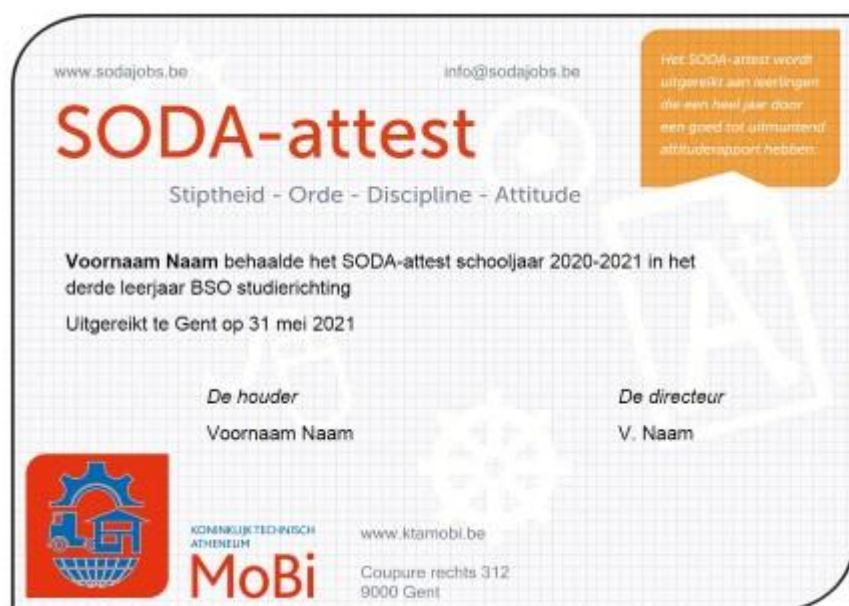 www.sodajobs.be info@sodajobs.be
Het SODA-attest wordt
uitgereikt aan leerlingen
die een heel jaar door
een goed tot uitmuntend
attituderapport hebben.
SODA-attest
Stiptheid - Orde - Discipline - Attitude
Voornaam Naam behaalde het SODA-attest schooljaar 2020-2021 in het
derde leerjaar BSO studierichting
Uitgereikt te Gent op 31 mei 2021
De houder De directeur
Voornaam Naam V. Naam
KONINKLIJK TECHNISCH
ATHENEUM
MoBi
www.ktamobi.be
Coupure rechts 312
9000 Gent
A+